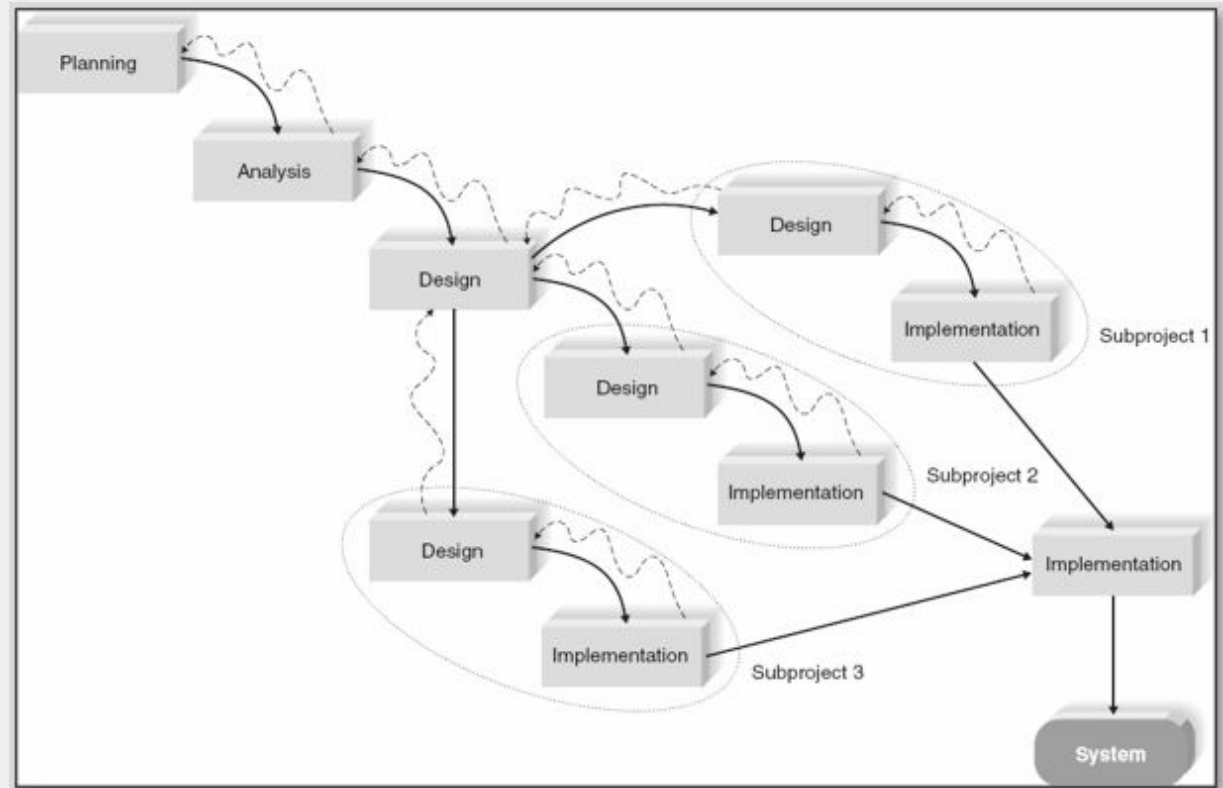 Planning
Analysis
Design
Design
Implementation
Subproject 1
Design
Implementation
Subproject 2
Design
Implementation
Subproject 3
Implementation
System